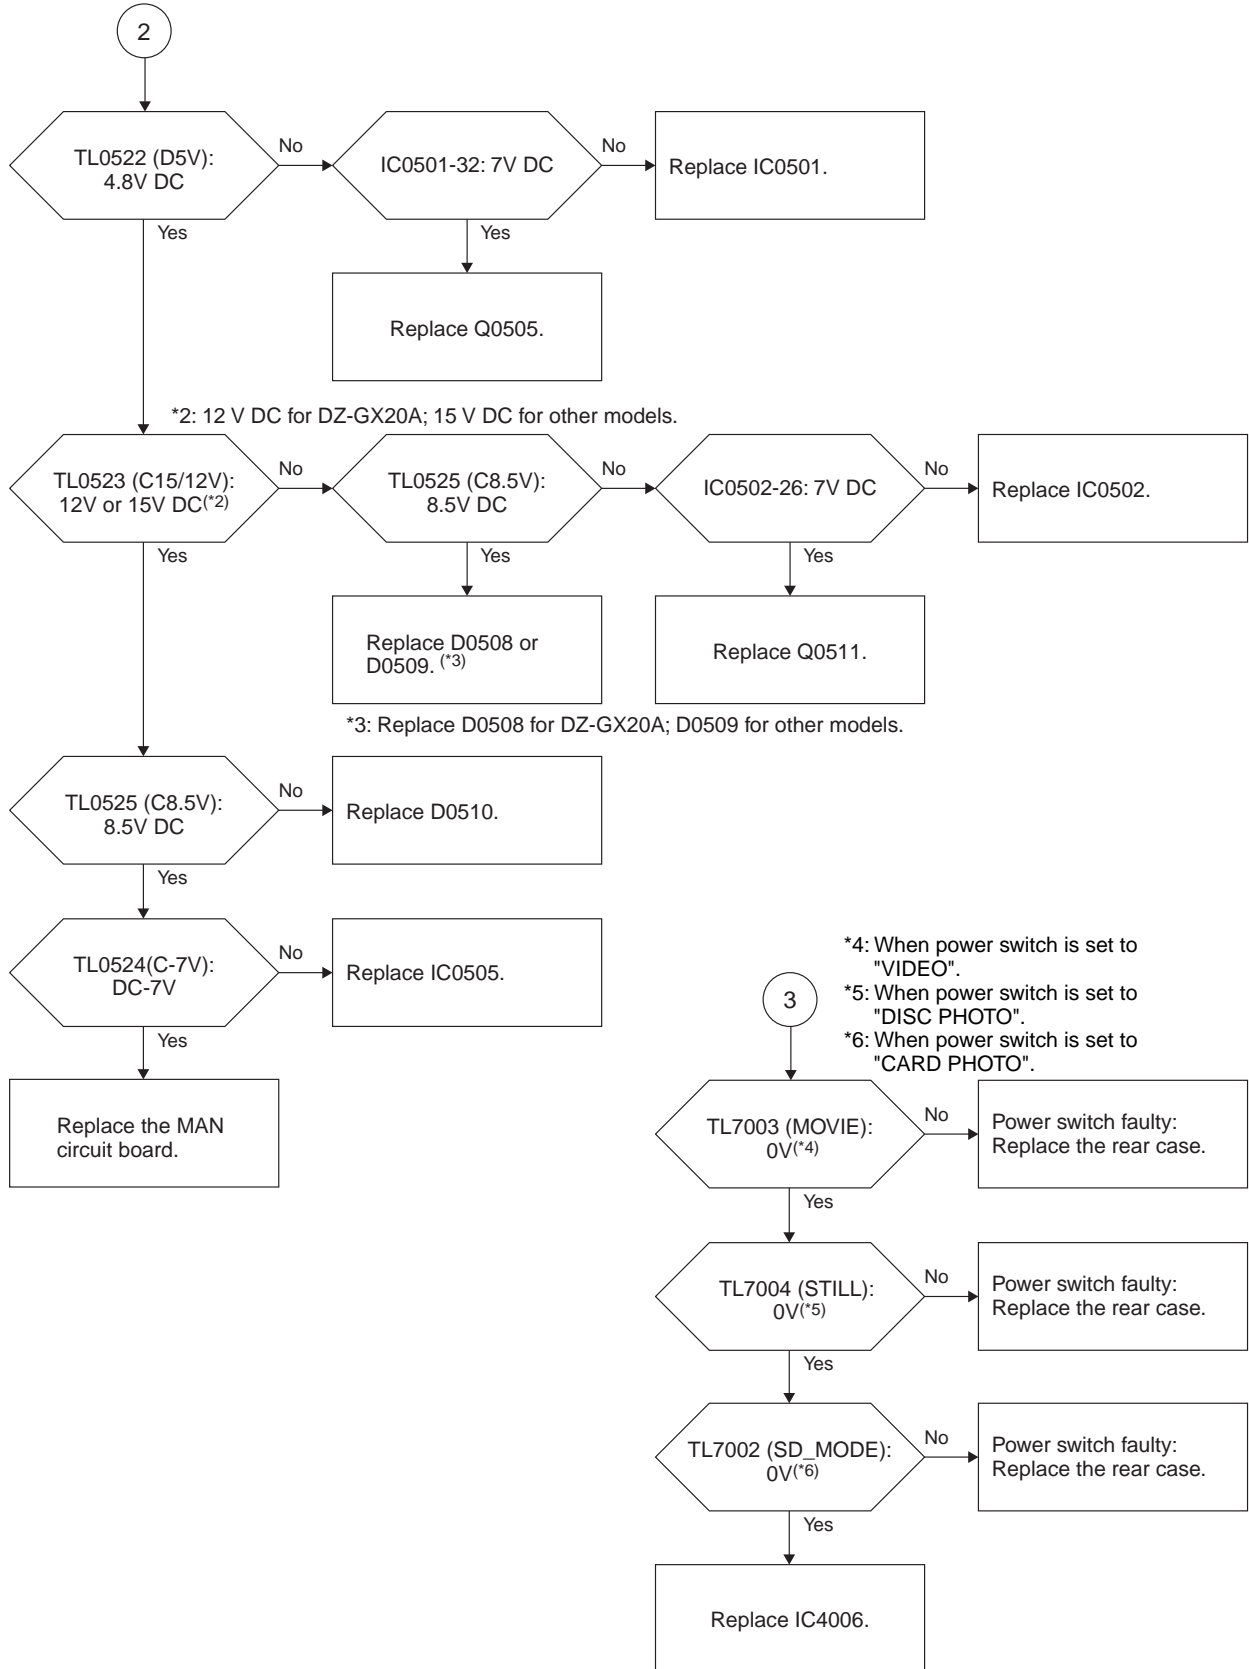 2
TL0522 (D5V):
4.8V DC
No
IC0501-32: 7V DC
No
Replace IC0501.
Yes
Yes
Replace Q0505.
*2: 12 V DC for DZ-GX20A; 15 V DC for other models.
TL0523 (C15/12V):
12V or 15V DC(*2)
No
TL0525 (C8.5V):
8.5V DC
No
IC0502-26: 7V DC
No
Replace IC0502.
Yes
Yes
Yes
Replace D0508 or
D0509. (*3)
Replace Q0511.
*3: Replace D0508 for DZ-GX20A; D0509 for other models.
TL0525 (C8.5V):
8.5V DC
No
Replace D0510.
Yes
TL0524(C-7V):
DC-7V
No
Replace IC0505.
Yes
Replace the MAN
circuit board.
*4: When power switch is set to
"VIDEO".
*5: When power switch is set to
"DISC PHOTO".
*6: When power switch is set to
"CARD PHOTO".
3
TL7003 (MOVIE):
0V(*4)
No
Power switch faulty:
Replace the rear case.
Yes
TL7004 (STILL):
0V(*5)
No
Power switch faulty:
Replace the rear case.
Yes
TL7002 (SD_MODE):
0V(*6)
No
Power switch faulty:
Replace the rear case.
Yes
Replace IC4006.